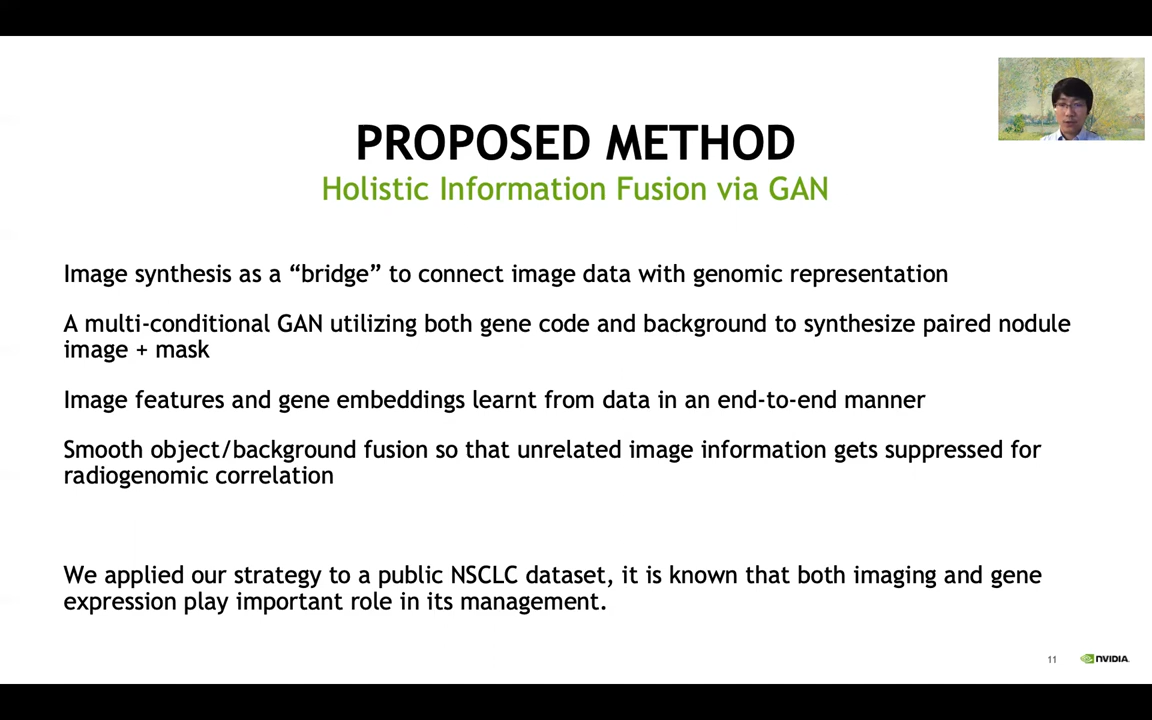 PROPOSED METHOD
Holistic Information Fusion via GAN
Image synthesis as a “bridge” to connect image data with genomic representation
A multi-conditional GAN utilizing both gene code and background to synthesize paired nodule
image + mask
Image features and gene embeddings learnt from data in an end-to-end manner
Smooth object/background fusion so that unrelated image information gets suppressed for
radiogenomic correlation
We applied our strategy to a public NSCLC dataset, it is known that both imaging and gene
expression play important role in its management.
11
NVIDIA.